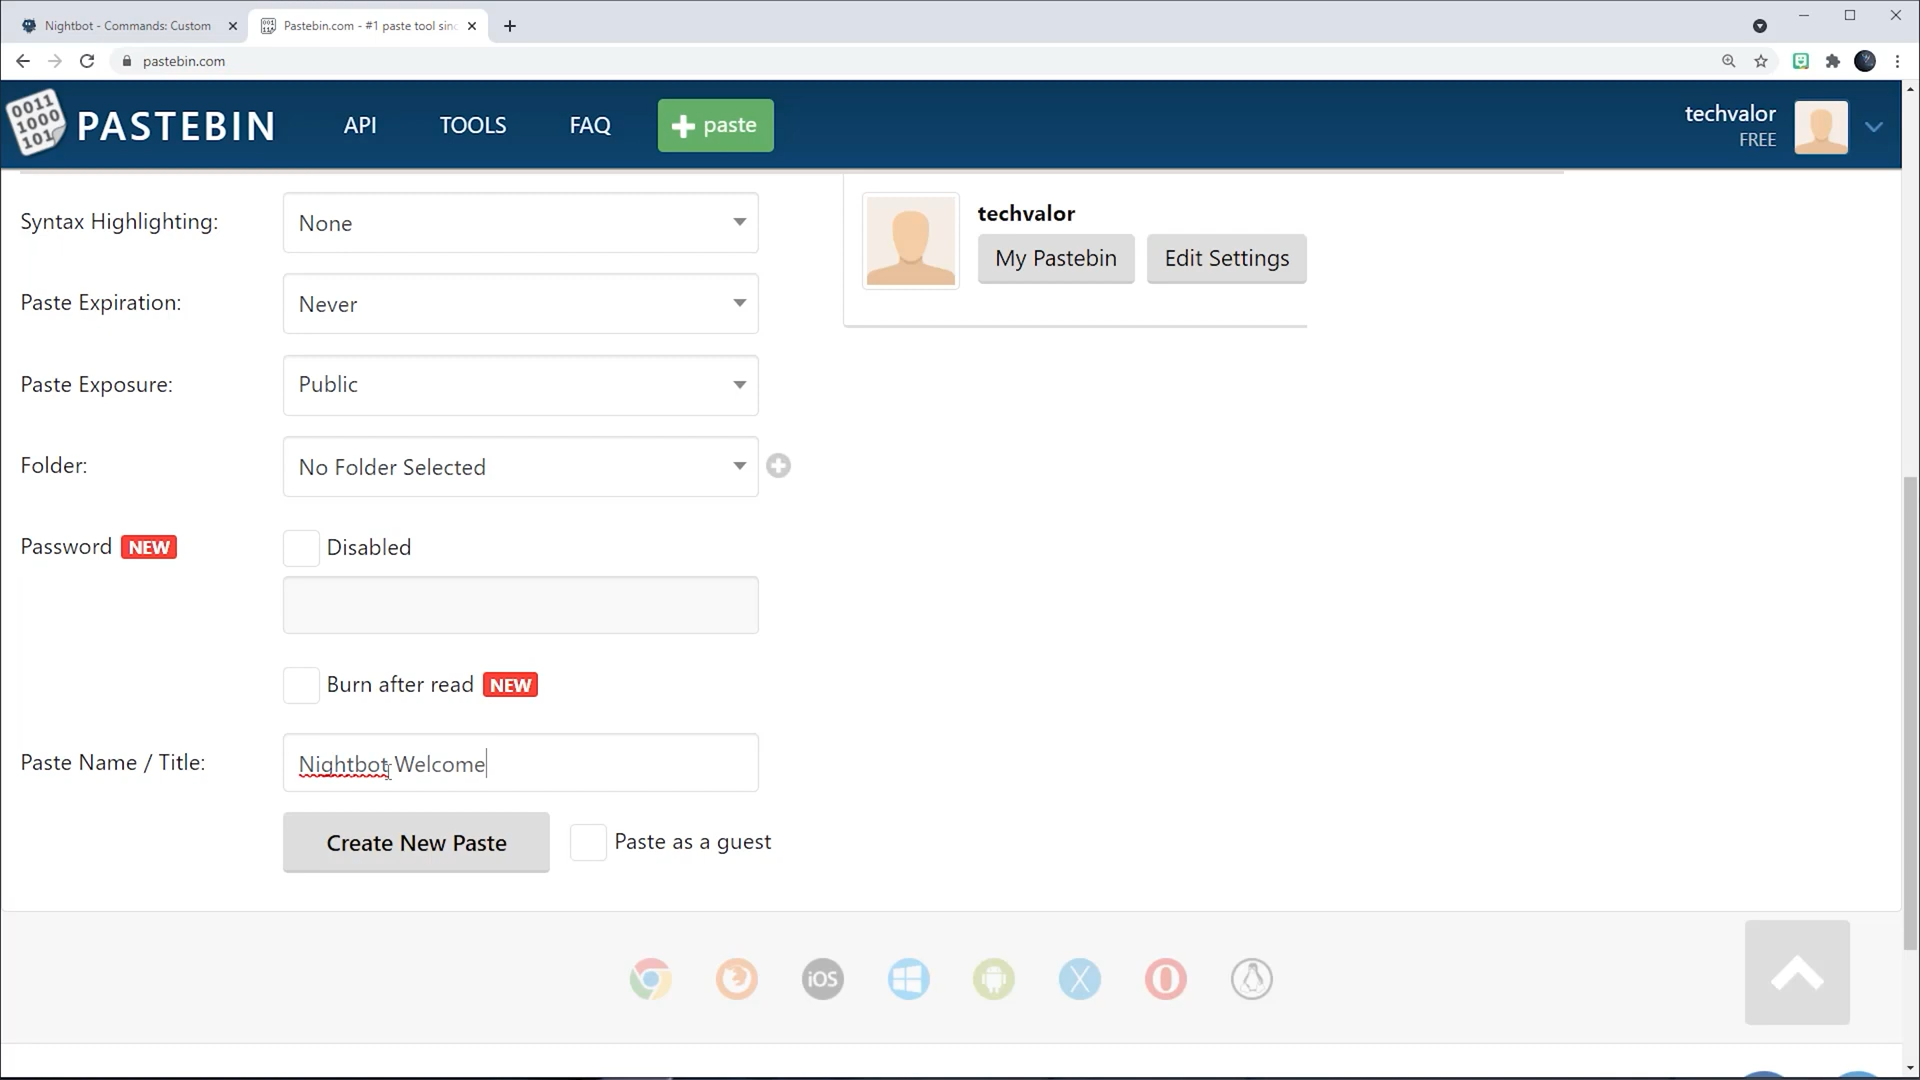 Nightbot - Commands: Custom
Pastebin.com - #1 paste tool sinc
pastebin.com
0011
1000
101
PASTEBIN
API
TOOLS
FAQ
paste
techvalor
FREE
Syntax Highlighting:
None
techvalor
My Pastebin
Edit Settings
Paste Expiration:
Never
Paste Exposure:
Public
Folder:
No Folder Selected
Password NEW
Disabled
Burn after read NEW
Paste Name / Title:
Nightbot Welcome
Create New Paste
Paste as a guest
iOS